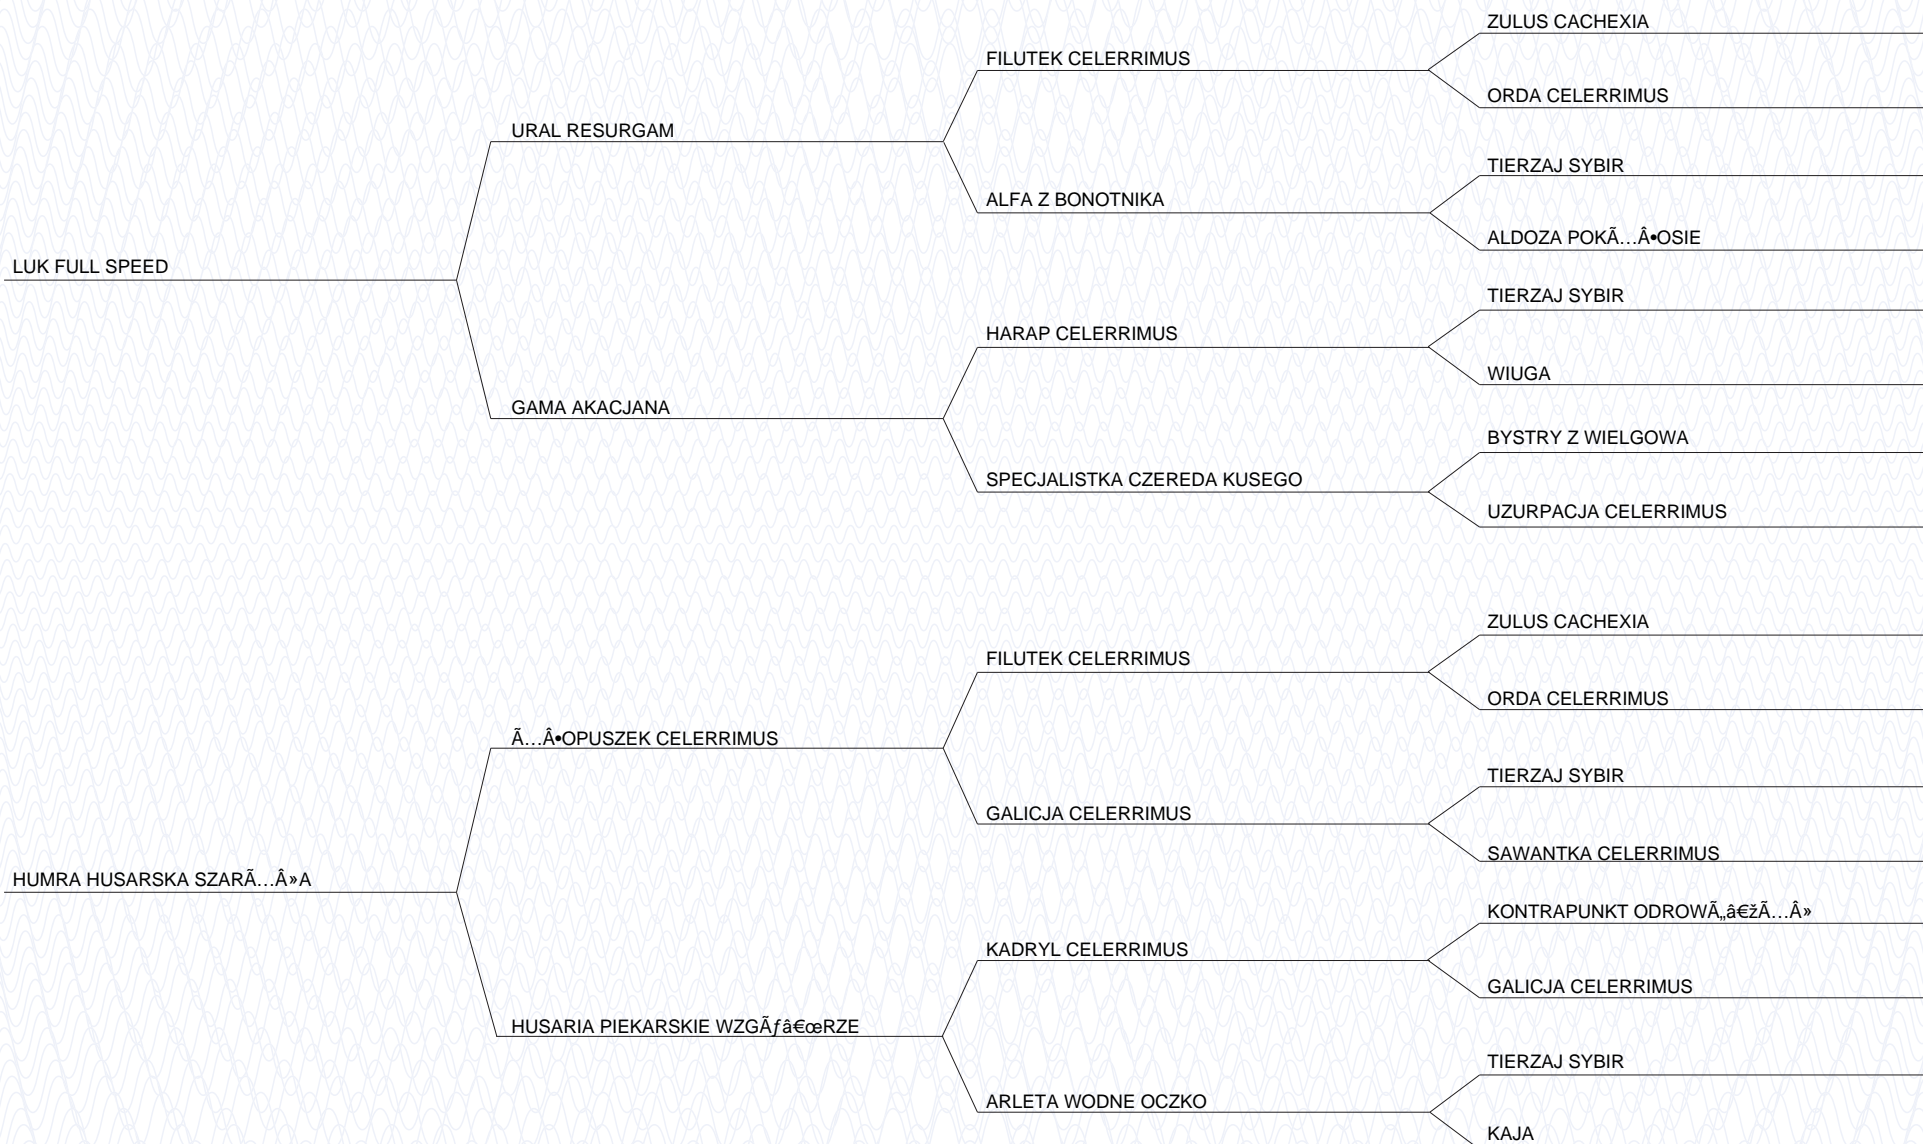 ZULUS CACHEXIA
FILUTEK CELERRIMUS
ORDA CELERRIMUS
URAL RESURGAM
TIERZAJ SYBIR
ALFA Z BONOTNIKA
ALDOZA POKÃ…Â•OSIE
LUK FULL SPEED
TIERZAJ SYBIR
HARAP CELERRIMUS
WIUGA
GAMA AKACJANA
BYSTRY Z WIELGOWA
SPECJALISTKA CZEREDA KUSEGO
UZURPACJA CELERRIMUS
ZULUS CACHEXIA
FILUTEK CELERRIMUS
ORDA CELERRIMUS
Ã…Â•OPUSZEK CELERRIMUS
TIERZAJ SYBIR
GALICJA CELERRIMUS
SAWANTKA CELERRIMUS
HUMRA HUSARSKA SZARÃ…Â»A
KONTRAPUNKT ODROWÃ„â€žÃ…Â»
KADRYL CELERRIMUS
GALICJA CELERRIMUS
HUSARIA PIEKARSKIE WZGÃƒâ€œRZE
TIERZAJ SYBIR
ARLETA WODNE OCZKO
KAJA